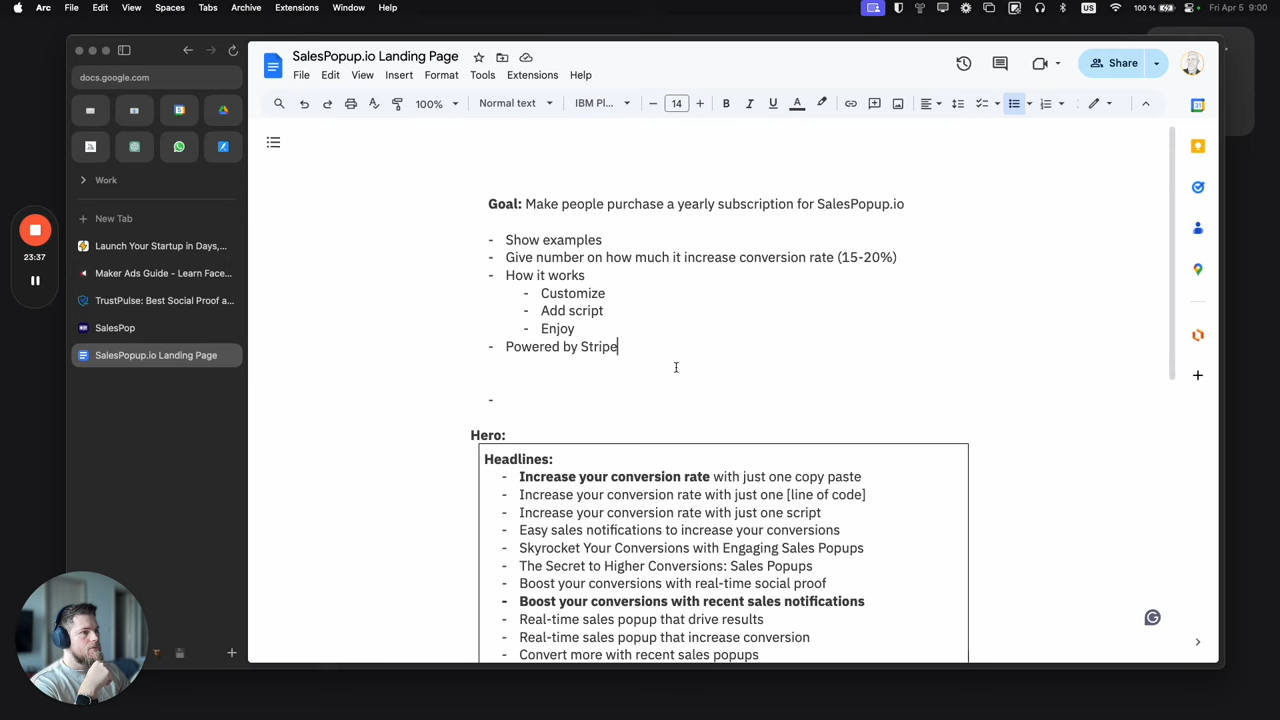 Arc File Edit View Spaces Tabs Archive Extensions Window Help US 100 % Fri Apr 5 9:00
docs.google.com
Work
New Tab
Launch Your Startup in Days,...
Maker Ads Guide - Learn Face...
TrustPulse: Best Social Proof a...
SalesPop
SalesPopup.io Landing Page
23:37
SalesPopup.io Landing Page
File Edit View Insert Format Tools Extensions Help
Share
100% Normal text IBM Pl... 14 B I U A
Goal: Make people purchase a yearly subscription for SalesPopup.io
- Show examples
- Give number on how much it increase conversion rate (15-20%)
- How it works
- Customize
- Add script
- Enjoy
- Powered by Stripe
-
Hero:
Headlines:
- Increase your conversion rate with just one copy paste
- Increase your conversion rate with just one [line of code]
- Increase your conversion rate with just one script
- Easy sales notifications to increase your conversions
- Skyrocket Your Conversions with Engaging Sales Popups
- The Secret to Higher Conversions: Sales Popups
- Boost your conversions with real-time social proof
- Boost your conversions with recent sales notifications
- Real-time sales popup that drive results
- Real-time sales popup that increase conversion
- Convert more with recent sales popups